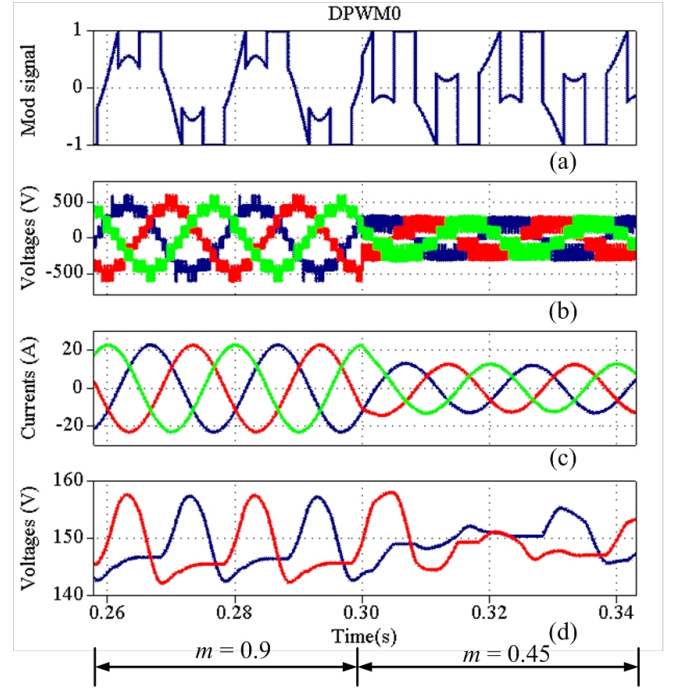 DPWM0
Mod signal
1
0
-1
(a)
Voltages (V)
500
0
-500
(b)
Currents (A)
20
0
-20
(c)
Voltages (V)
160
150
140
0.26 0.28 0.30 0.32 0.34
Time(s)
(d)
m = 0.9
m = 0.45